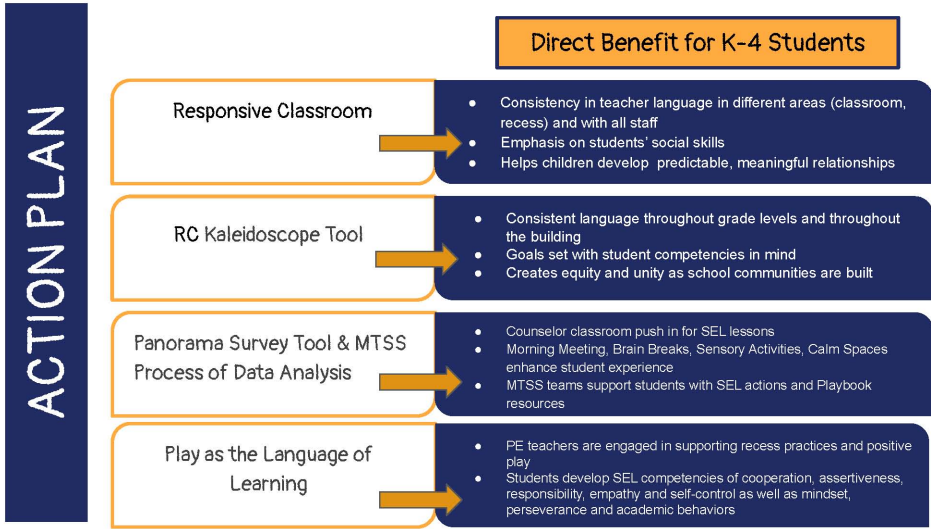 ACTION PLAN
Direct Benefit for K-4 Students
Responsive Classroom
● Consistency in teacher language in different areas (classroom,
recess) and with all staff
● Emphasis on students' social skills
● Helps children develop predictable, meaningful relationships
RC Kaleidoscope Tool
● Consistent language throughout grade levels and throughout
the building
● Goals set with student competencies in mind
● Creates equity and unity as school communities are built
Panorama Survey Tool & MTSS
Process of Data Analysis
● Counselor classroom push in for SEL lessons
● Morning Meeting, Brain Breaks, Sensory Activities, Calm Spaces
enhance student experience
● MTSS teams support students with SEL actions and Playbook
resources
Play as the Language of
Learning
● PE teachers are engaged in supporting recess practices and positive
play
● Students develop SEL competencies of cooperation, assertiveness,
responsibility, empathy and self-control as well as mindset,
perseverance and academic behaviors